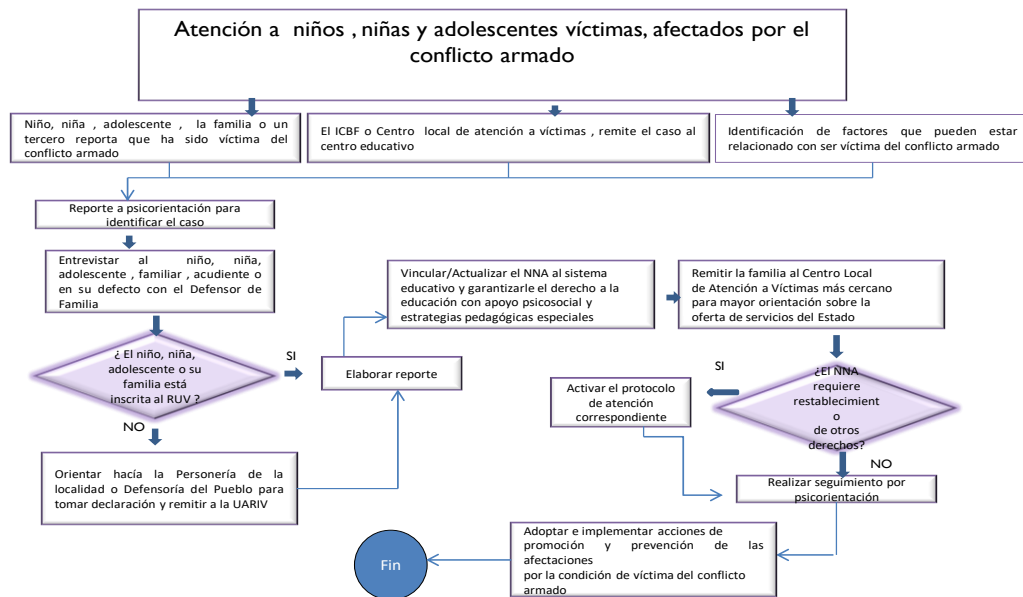 Atención a niños , niñas y adolescentes víctimas, afectados por el
conflicto armado
Niño, niña , adolescente , la familia o un
tercero reporta que ha sido víctima del
conflicto armado
El ICBF o Centro local de atención a víctimas , remite el caso al
centro educativo
Identificación de factores que pueden estar
relacionado con ser víctima del conflicto armado
Reporte a psicorientación para
identificar el caso
Entrevistar al niño, niña,
adolescente , familiar , acudiente o
en su defecto con el Defensor de
Familia
¿ El niño, niña,
adolescente o su
familia está
inscrita al RUV ?
SI
NO
Orientar hacía la Personería de la
localidad o Defensoría del Pueblo para
tomar declaración y remitir a la UARIV
Elaborar reporte
Vincular/Actualizar el NNA al sistema
educativo y garantizarle el derecho a la
educación con apoyo psicosocial y
estrategias pedagógicas especiales
Remitir la familia al Centro Local
de Atención a Víctimas más cercano
para mayor orientación sobre la
oferta de servicios del Estado
¿El NNA
requiere
restablecimient
o
de otros
derechos?
SI
NO
Activar el protocolo
de atención
correspondiente
Realizar seguimiento por
psicorientación
Adoptar e implementar acciones de
promoción y prevención de las
afectaciones
por la condición de víctima del conflicto
armado
Fin